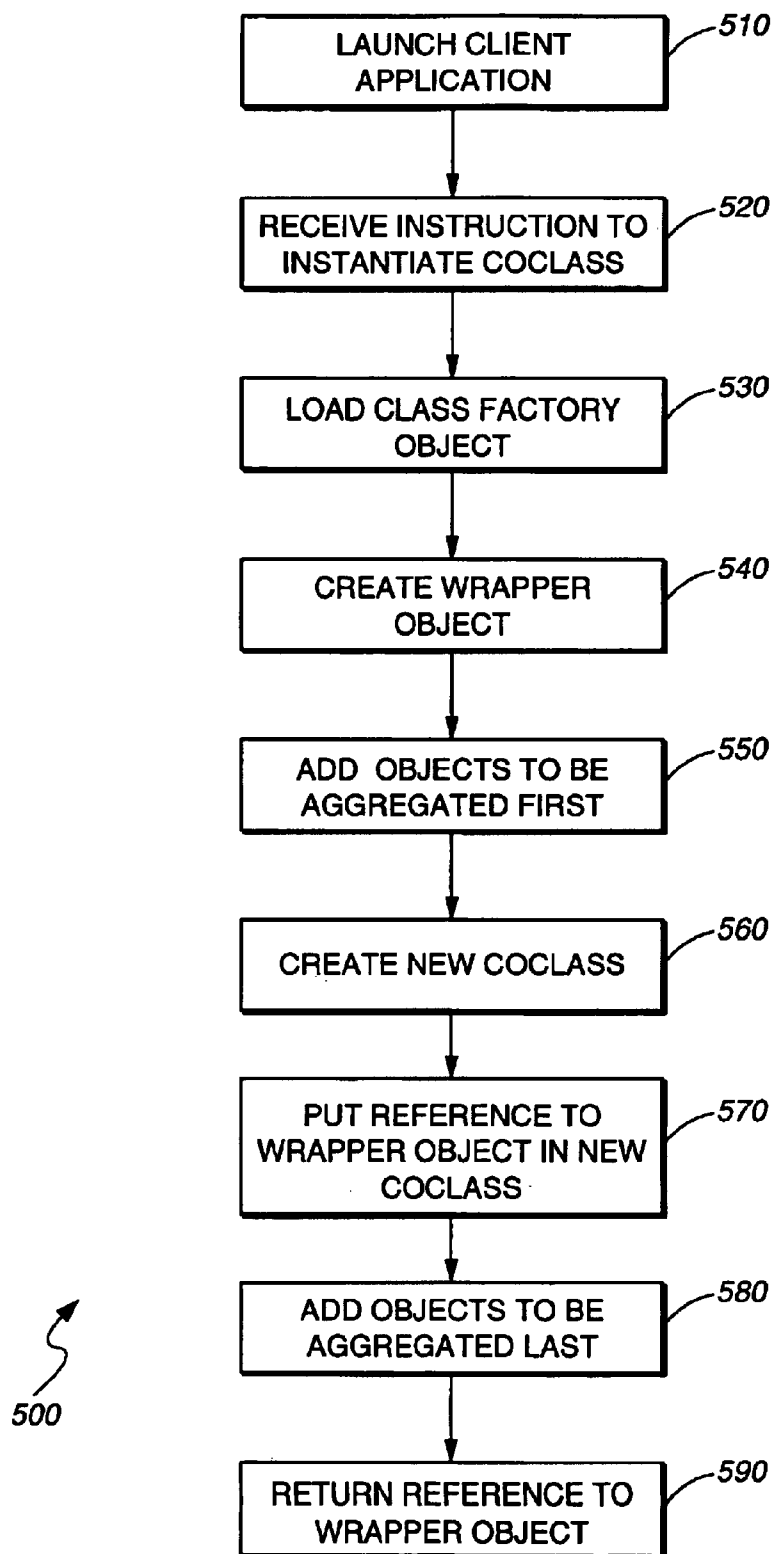 510
LAUNCH CLIENT
APPLICATION
520
RECEIVE INSTRUCTION TO
INSTANTIATE COCLASS
530
LOAD CLASS FACTORY
OBJECT
540
CREATE WRAPPER
OBJECT
550
ADD OBJECTS TO BE
AGGREGATED FIRST
560
CREATE NEW COCLASS
570
PUT REFERENCE TO
WRAPPER OBJECT IN NEW
COCLASS
580
ADD OBJECTS TO BE
AGGREGATED LAST
500
590
RETURN REFERENCE TO
WRAPPER OBJECT